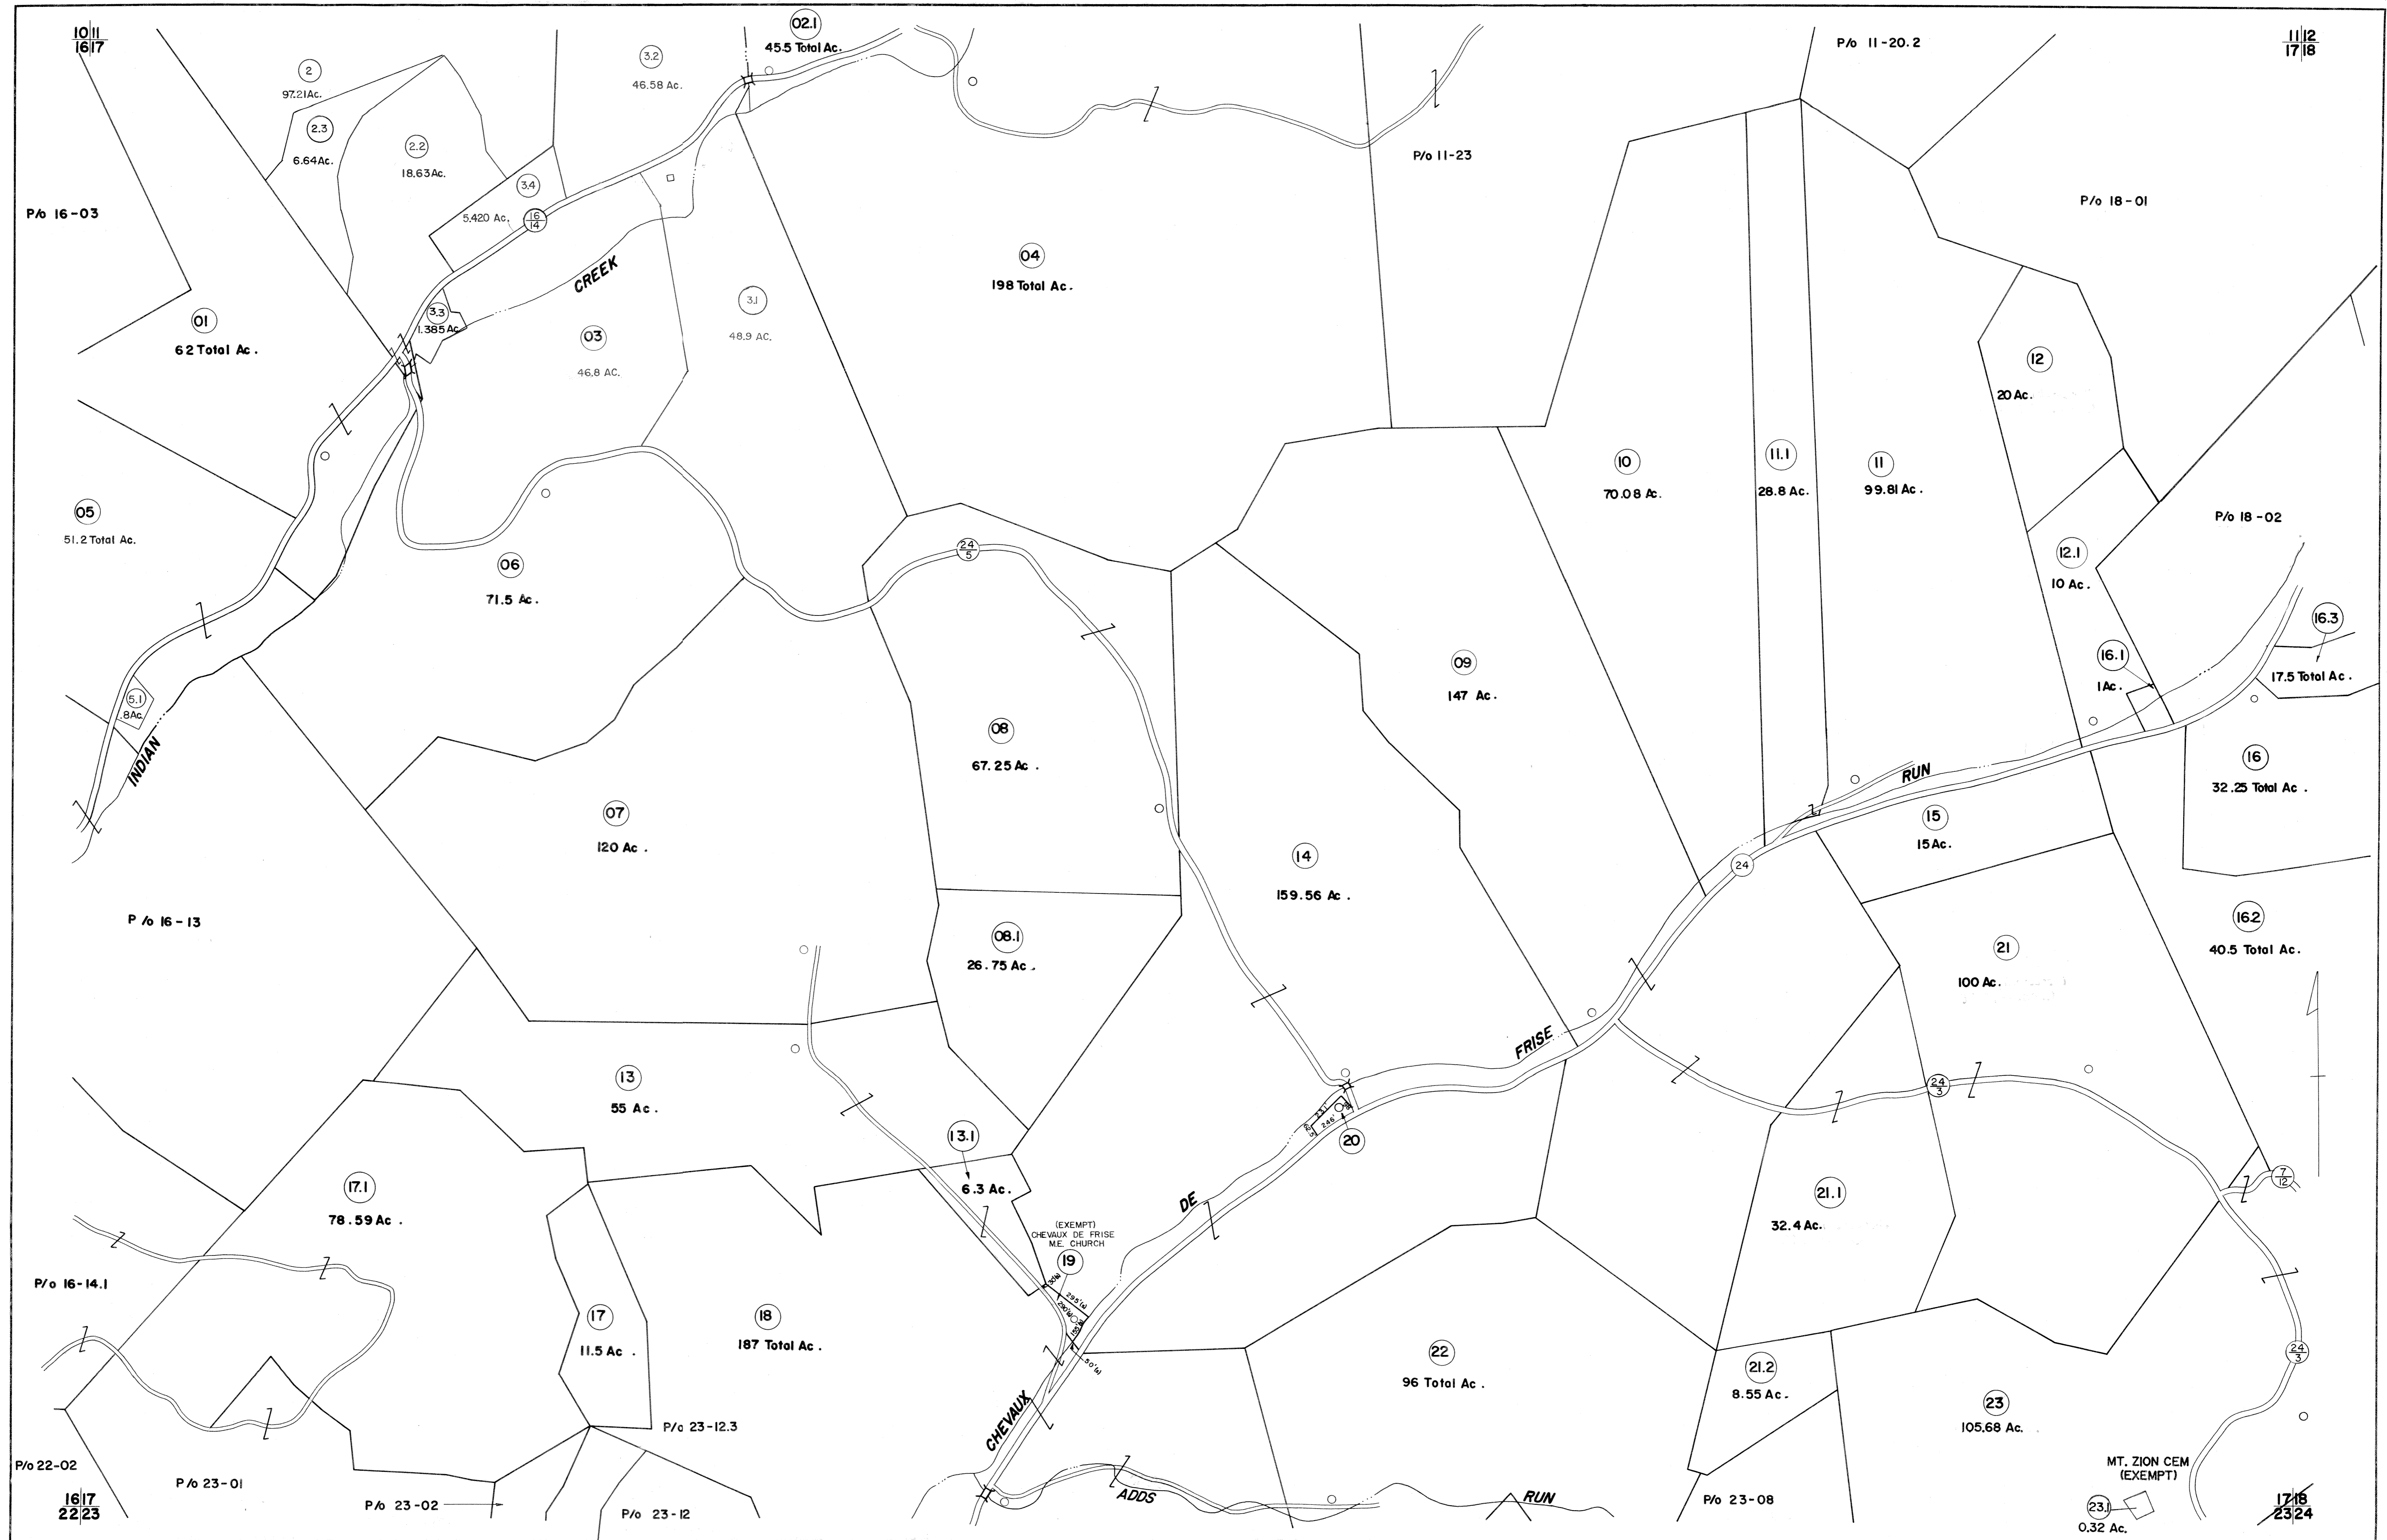 10 11
16 17
2
97.21Ac.
2.3
6.64Ac.
2.2
18.63Ac.
3.2
46.58 Ac.
02.1
45.5 Total Ac.
P/o 11-20.2
11 12
17 18
P/o 16-03
3.4
5.420 Ac.
16
14
P/o 11-23
P/o 18-01
04
198 Total Ac.
CREEK
01
62 Total Ac.
3.3
1.385Ac
03
46.8 AC.
3.1
48.9 AC.
12
20 Ac.
10
70.08 Ac.
11.1
28.8 Ac.
11
99.81 Ac.
05
51.2 Total Ac.
P/o 18-02
24
5
06
71.5 Ac.
12.1
10 Ac.
16.3
17.5 Total Ac.
16.1
1 Ac.
09
147 Ac.
5.1
.8Ac.
INDIAN
08
67.25 Ac.
RUN
16
32.25 Total Ac.
07
120 Ac.
15
15 Ac.
14
159.56 Ac.
24
P/o 16-13
08.1
26.75 Ac.
21
100 Ac.
16.2
40.5 Total Ac.
FRISE
13
55 Ac.
24
3
231'
246'
20
13.1
6.3 Ac.
7
12
17.1
78.59 Ac.
DE
21.1
32.4 Ac.
(EXEMPT)
CHEVAUX DE FRISE
M.E. CHURCH
19
30'(s)
295'(s)
290'(s)
50'(s)
P/o 16-14.1
17
11.5 Ac.
18
187 Total Ac.
22
96 Total Ac.
21.2
8.55 Ac.
24
3
23
105.68 Ac.
CHEVAUX
P/o 23-12.3
P/o 22-02
P/o 23-01
MT. ZION CEM
(EXEMPT)
16 17
22 23
P/o 23-02
P/o 23-12
ADDS
RUN
P/o 23-08
23.1
0.32 Ac.
17 18
23 24